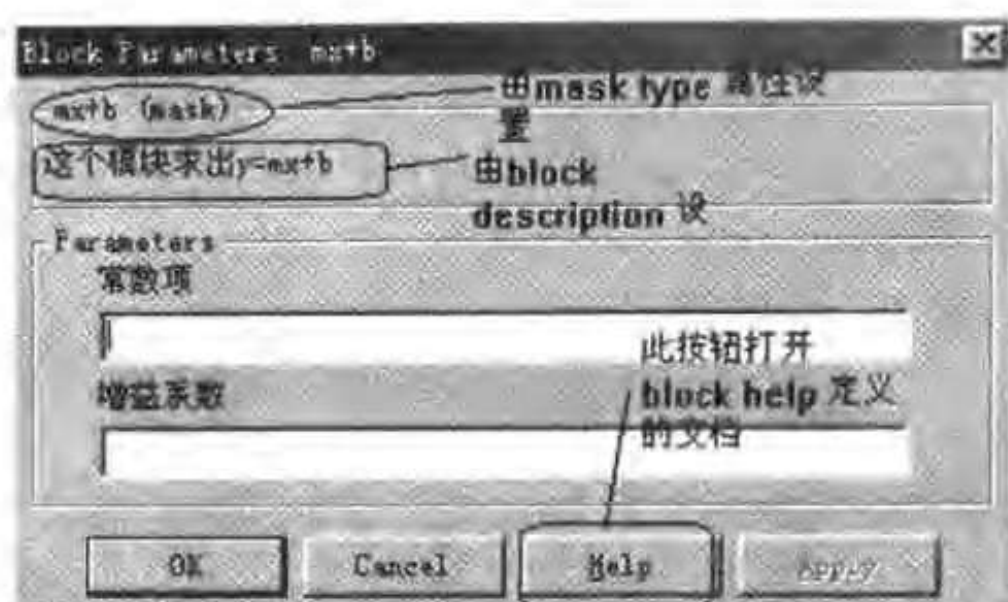 Block Parameters mx+b
mx+b (mask)
由mask type 属性设
置
这个模块求出y=mx+b
由block
description 设
Parameters
常数项
此按钮打开
block help 定义
的文档
增益系数
OK
Cancel
Help
Apply